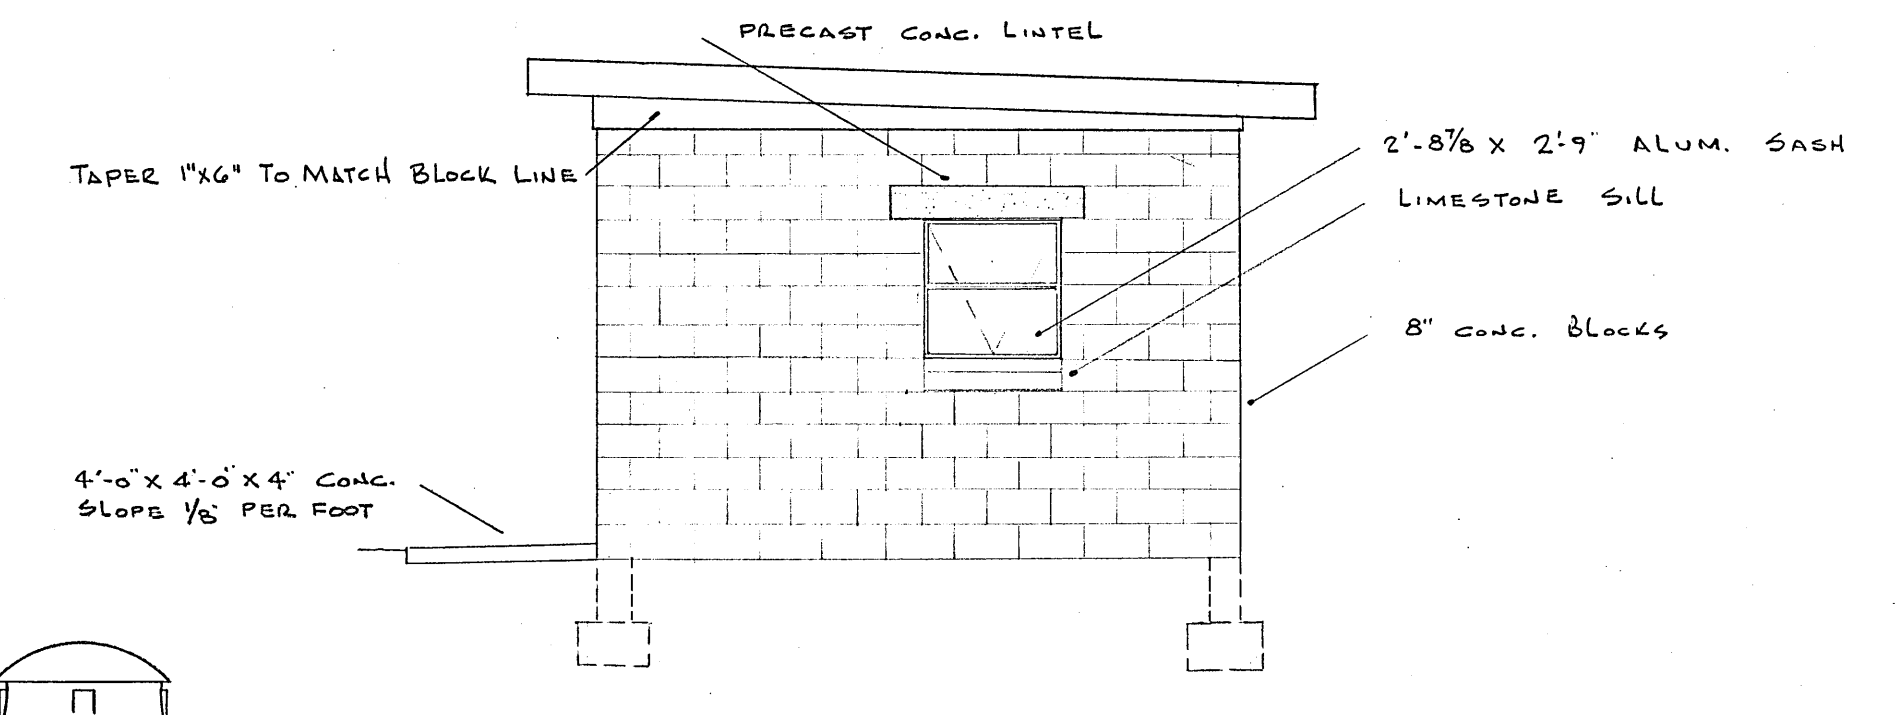 PRECAST CONC. LINTEL
TAPER 1"X6" TO MATCH BLOCK LINE
2'-8⅞ X 2'-9" ALUM. SASH
LIMESTONE SILL
8" CONC. BLOCKS
4'-0" X 4'-0" X 4" CONC.
SLOPE ⅛" PER FOOT